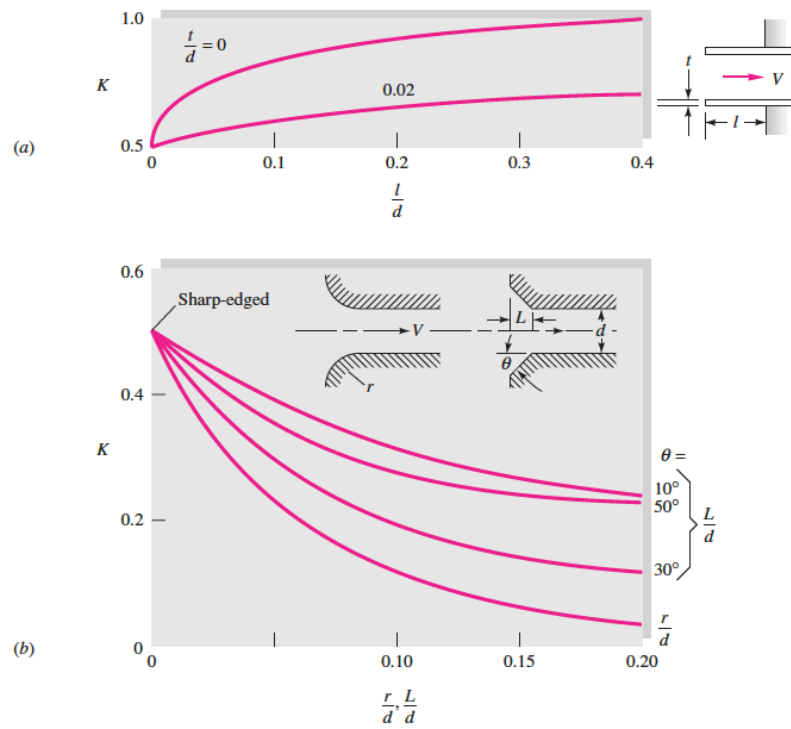 1.0
t/d = 0
K
0.02
0.5
0
0.1
0.2
0.3
0.4
l/d
t
V
l
(a)
0.6
Sharp-edged
V
L
d
θ
r
0.4
K
θ =
10°
50°
L/d
0.2
30°
r/d
0
0
0.10
0.15
0.20
r/d, L/d
(b)